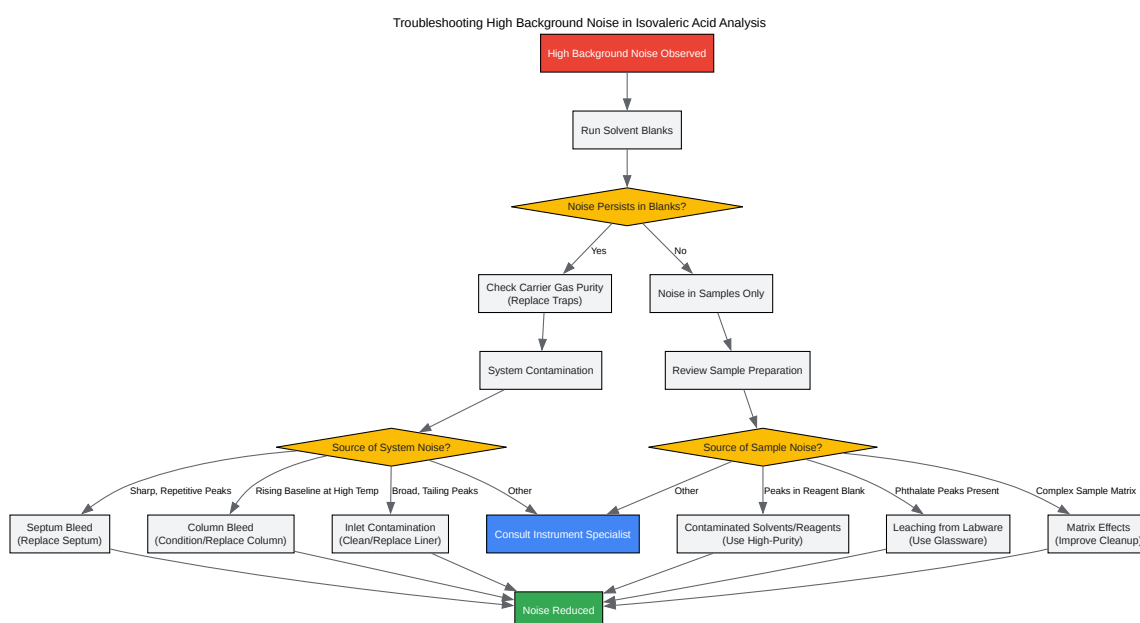 Troubleshooting High Background Noise in Isovaleric Acid Analysis
High Background Noise Observed
Run Solvent Blanks
Noise Persists in Blanks?
Yes
No
Check Carrier Gas Purity
(Replace Traps)
Noise in Samples Only
System Contamination
Review Sample Preparation
Source of System Noise?
Source of Sample Noise?
Sharp, Repetitive Peaks
Rising Baseline at High Temp
Broad, Tailing Peaks
Other
Other
Peaks in Reagent Blank
Phthalate Peaks Present
Complex Sample Matrix
Septum Bleed
(Replace Septum)
Column Bleed
(Condition/Replace Column)
Inlet Contamination
(Clean/Replace Liner)
Consult Instrument Specialist
Contaminated Solvents/Reagents
(Use High-Purity)
Leaching from Labware
(Use Glassware)
Matrix Effects
(Improve Cleanup)
Noise Reduced